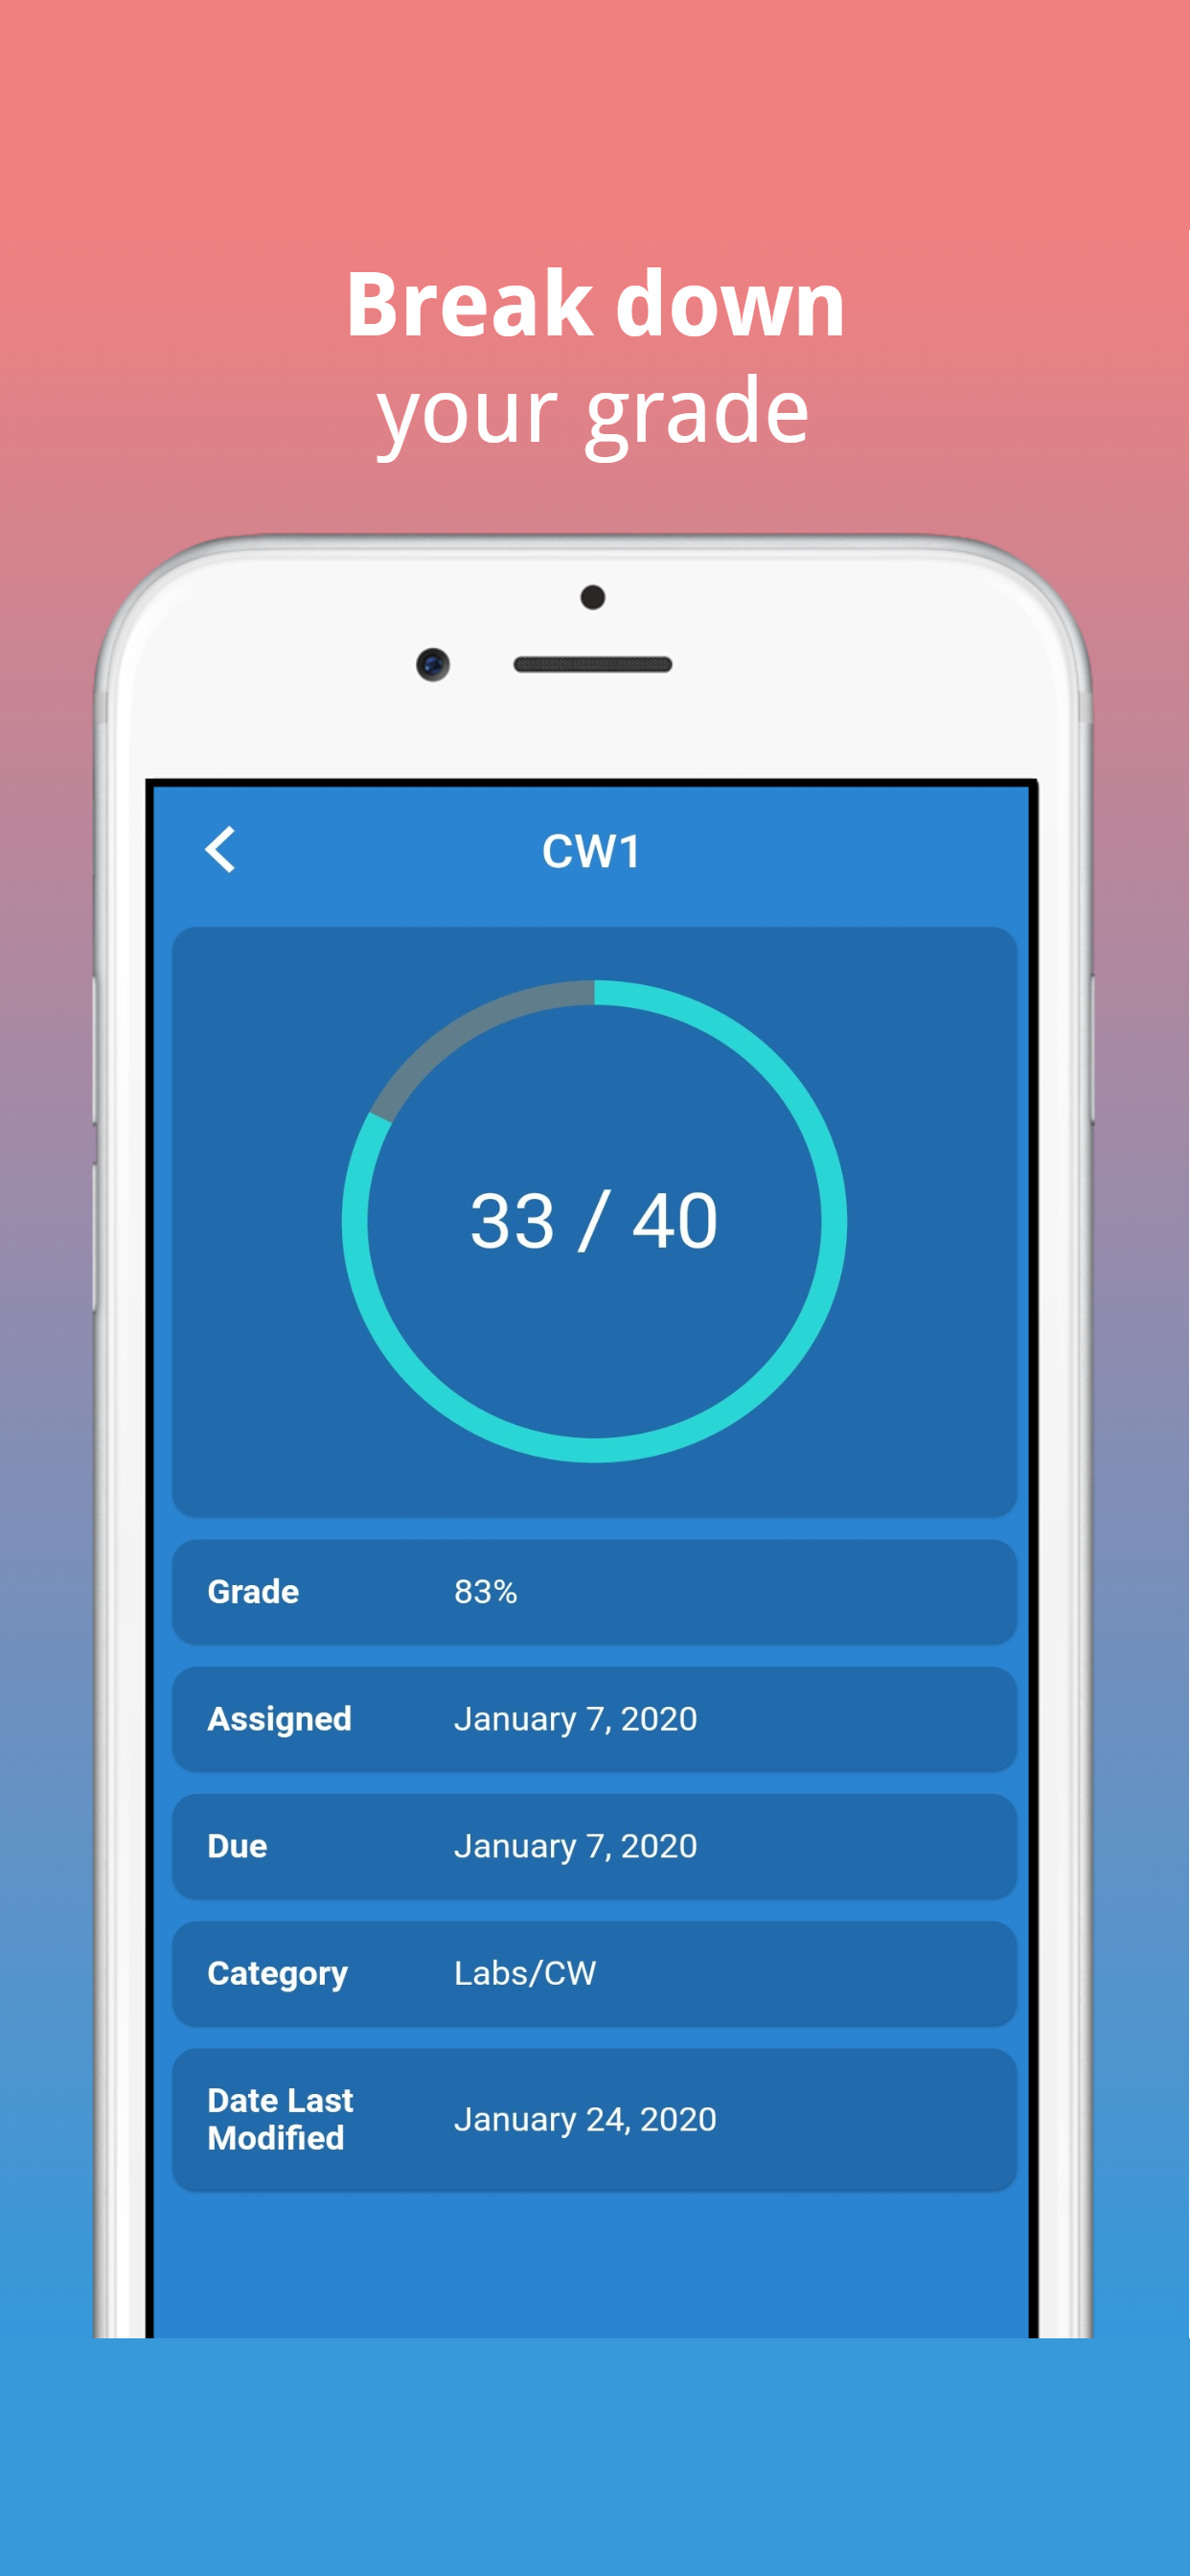 Break down
your grade
CW1
33 / 40
Grade 83%
Assigned January 7, 2020
Due January 7, 2020
Category Labs/CW
Date Last
Modified
January 24, 2020